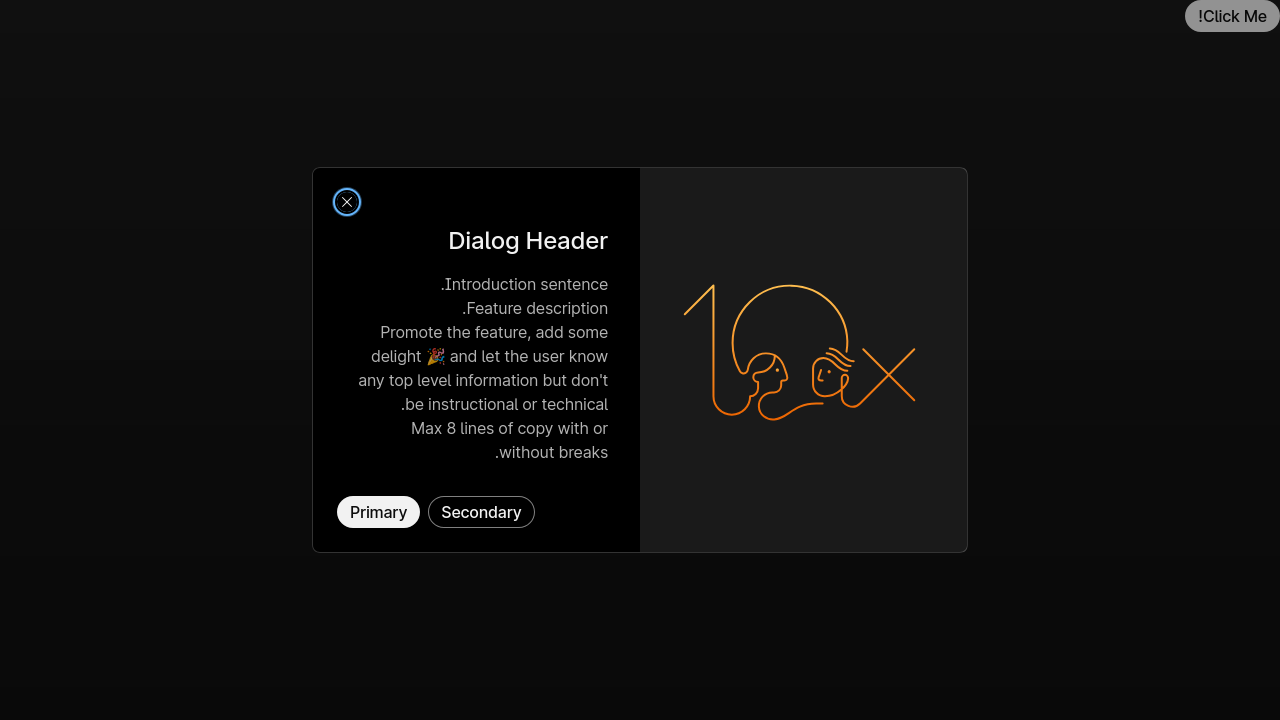 !Click Me
Dialog Header
.Introduction sentence
.Feature description
Promote the feature, add some
delight 🎉 and let the user know
any top level information but don't
.be instructional or technical
Max 8 lines of copy with or
.without breaks
Primary
Secondary
10x